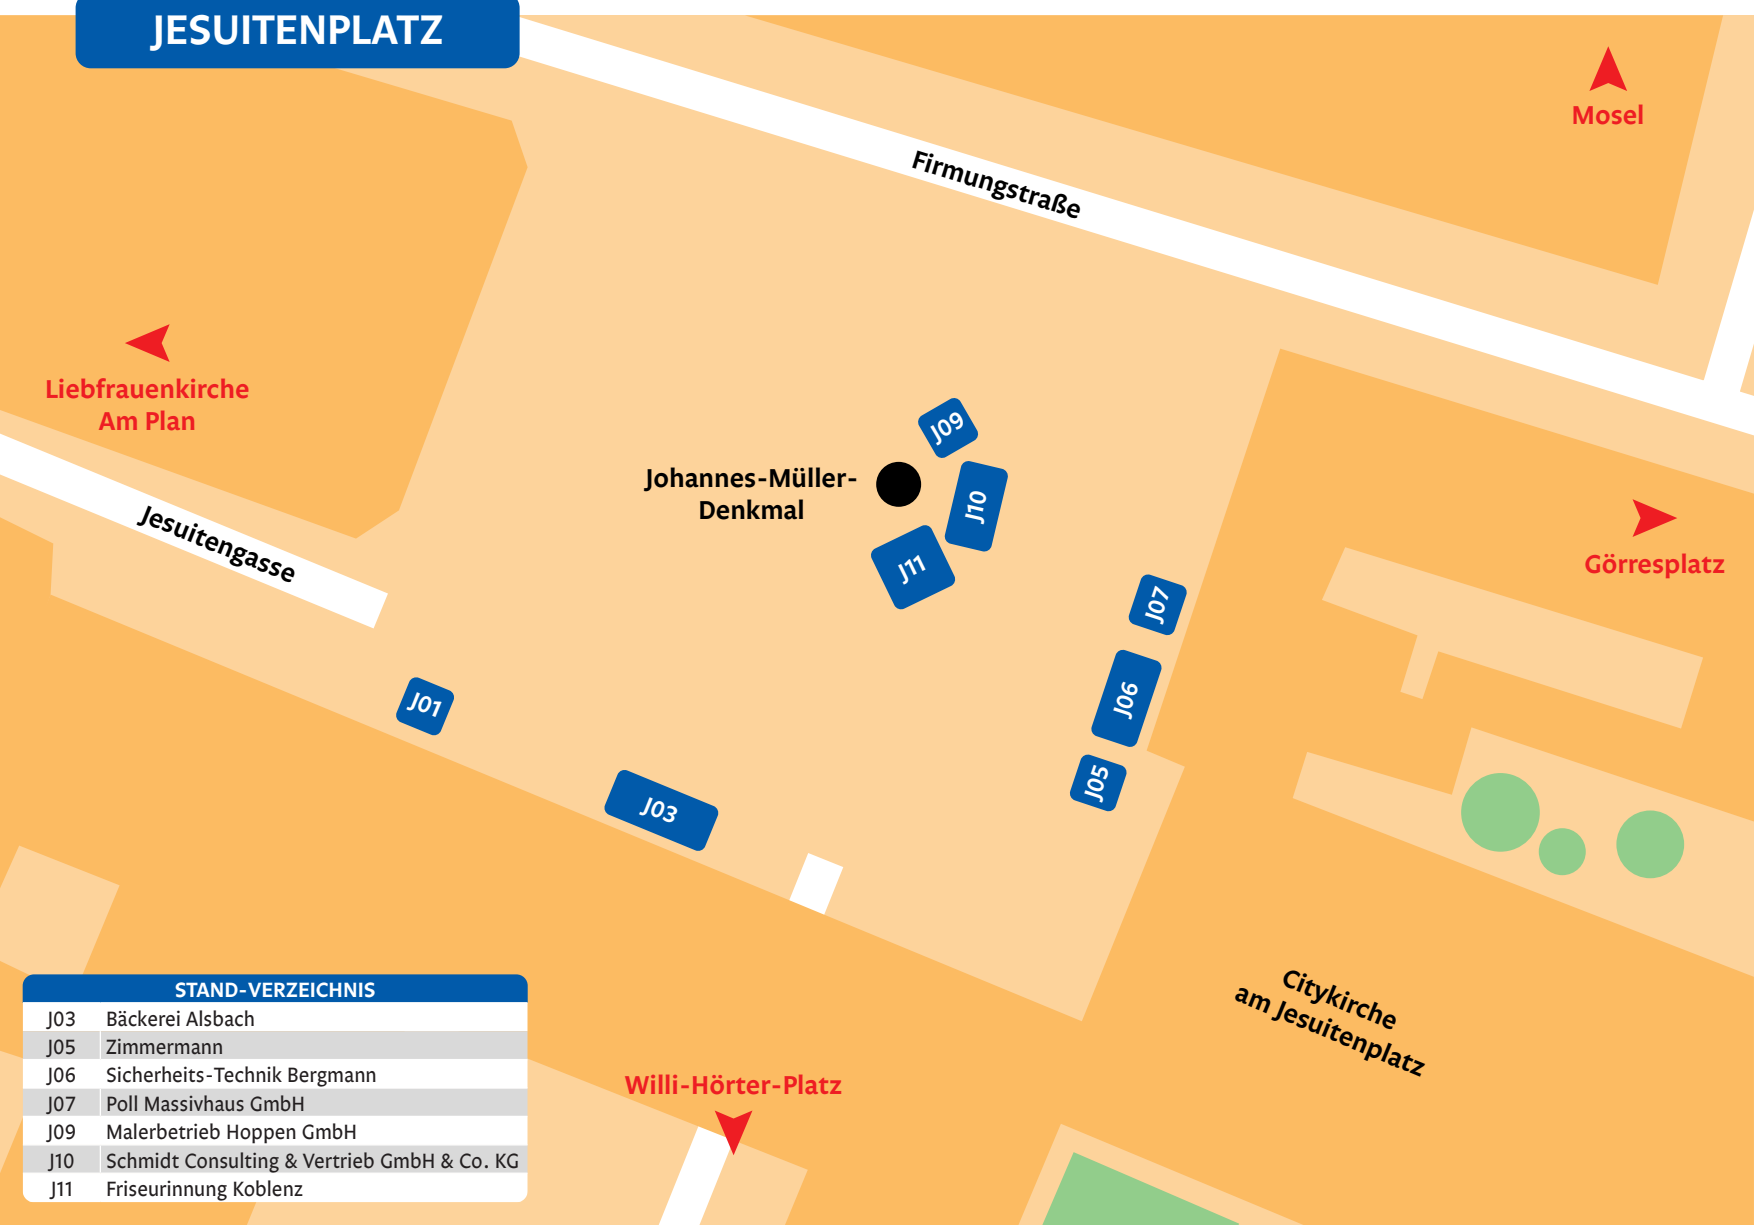 JESUITENPLATZ
Mosel
Firmungstraße
Liebfrauenkirche
Am Plan
J09
Johannes-Müller-
Denkmal
J10
Jesuitengasse
J11
Görresplatz
J07
J06
J01
J05
J03
Citykirche
am Jesuitenplatz
Willi-Hörter-Platz
STAND-VERZEICHNIS
J03 Bäckerei Alsbach
J05 Zimmermann
J06 Sicherheits-Technik Bergmann
J07 Poll Massivhaus GmbH
J09 Malerbetrieb Hoppen GmbH
J10 Schmidt Consulting & Vertrieb GmbH & Co. KG
J11 Friseurinnung Koblenz